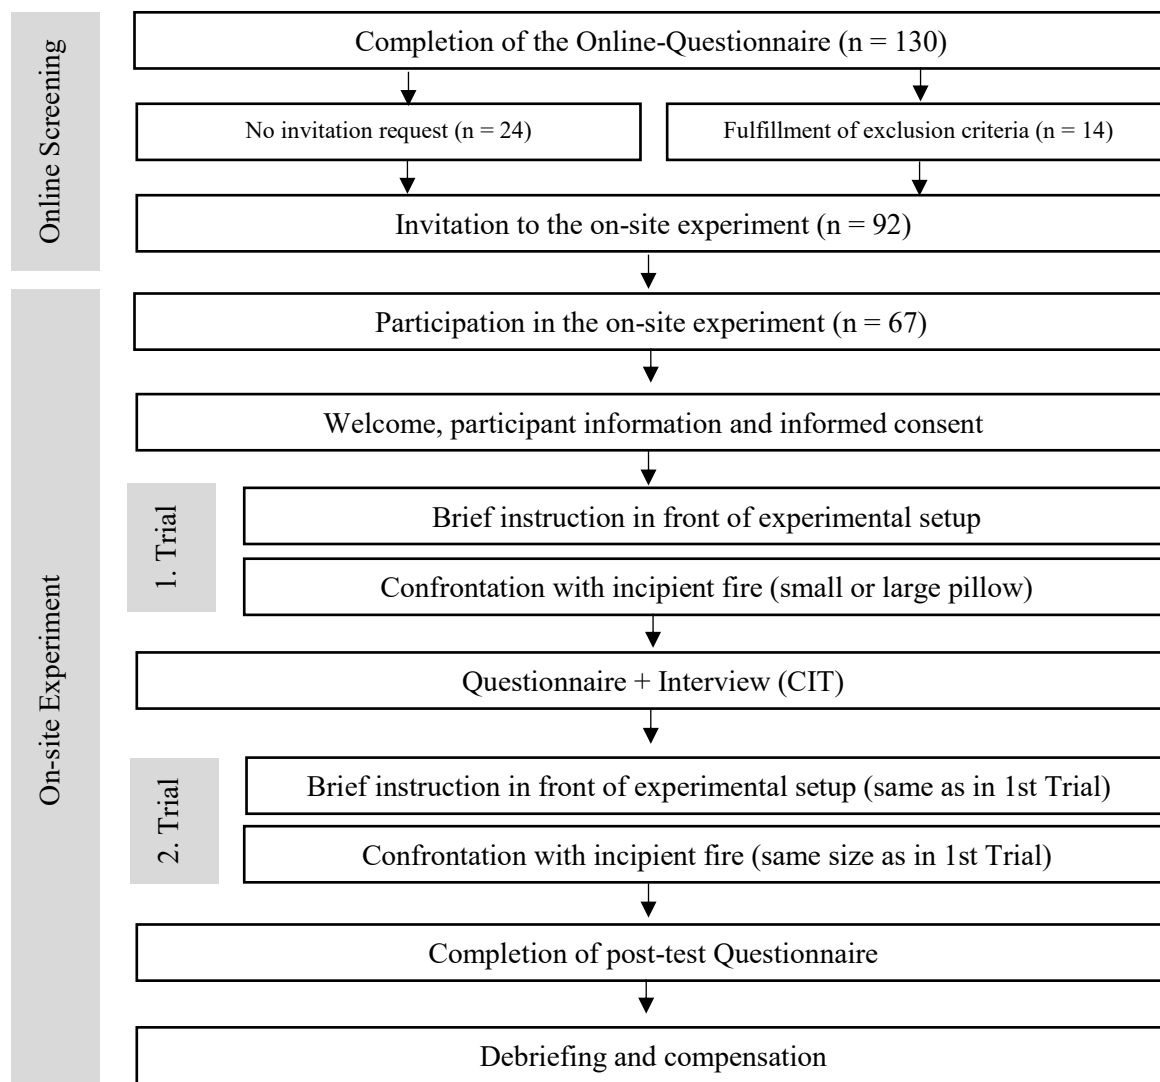 Online Screening
Completion of the Online-Questionnaire (n = 130)
No invitation request (n = 24)
Fulfillment of exclusion criteria (n = 14)
Invitation to the on-site experiment (n = 92)
On-site Experiment
Participation in the on-site experiment (n = 67)
Welcome, participant information and informed consent
1. Trial
Brief instruction in front of experimental setup
Confrontation with incipient fire (small or large pillow)
Questionnaire + Interview (CIT)
2. Trial
Brief instruction in front of experimental setup (same as in 1st Trial)
Confrontation with incipient fire (same size as in 1st Trial)
Completion of post-test Questionnaire
Debriefing and compensation